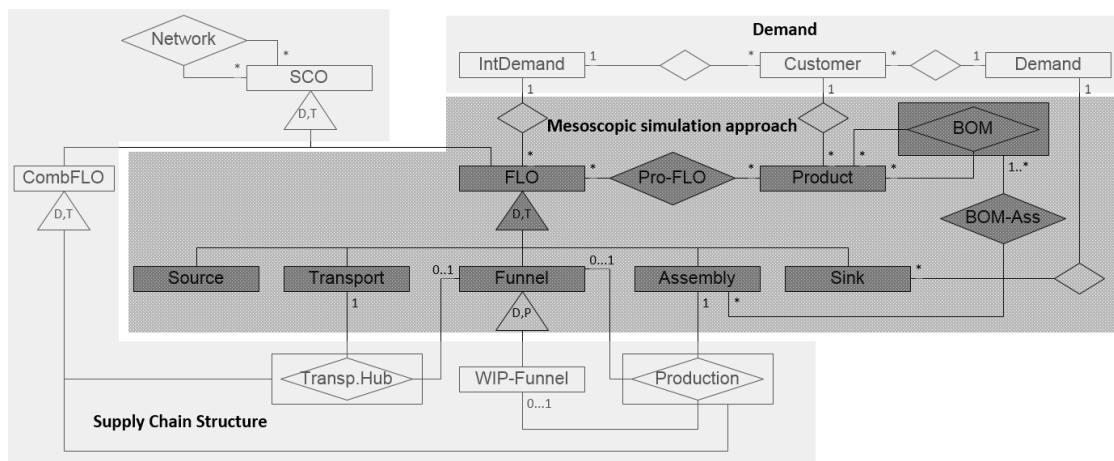 Demand
Network
*
*
SCO
IntDemand
1
*
Customer
*
1
Demand
1
1
1
D,T
Mesoscopic simulation approach
BOM
*
*
*
*
1..*
CombFLO
FLO
*
Pro-FLO
*
Product
D,T
D,T
BOM-Ass
0..1
0...1
Source
Transport
Funnel
Assembly
Sink
*
1
D,P
1
*
Transp.Hub
WIP-Funnel
Production
0...1
Supply Chain Structure